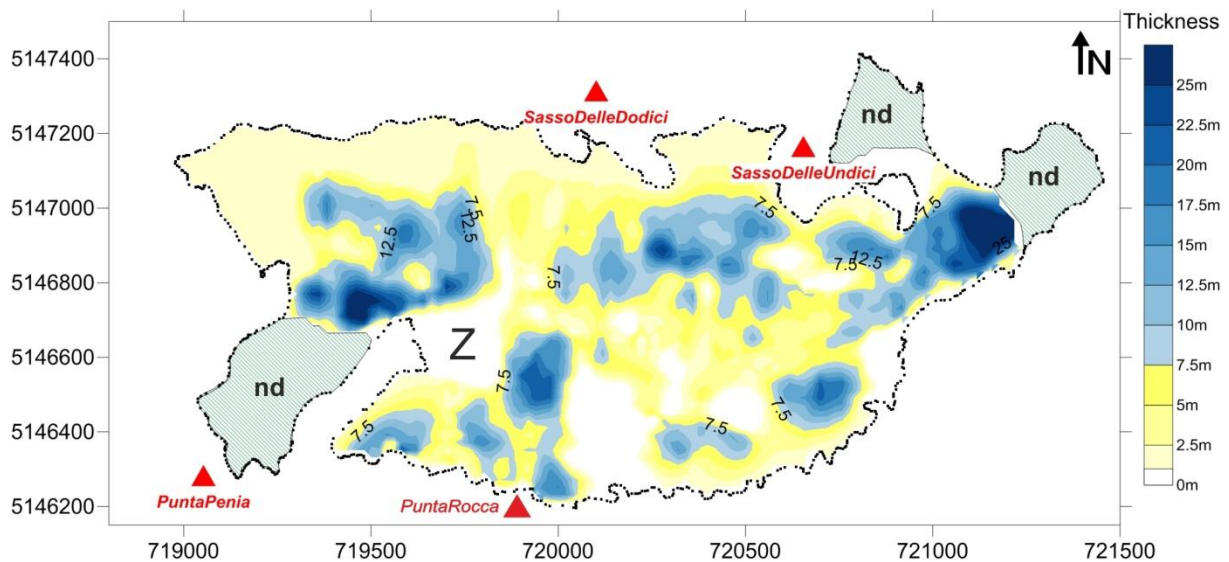 Thickness
5147400
5147200
5147000
5146800
5146600
5146400
5146200
719000
719500
720000
720500
721000
721500
N
SassoDelleDodici
SassoDelleUndici
PuntaPenia
PuntaRocca
nd
nd
nd
Z
7.5
12.5
12.5
7.5
7.5
7.5
7.5
12.5
7.5
25
7.5
7.5
7.5
7.5
25m
22.5m
20m
17.5m
15m
12.5m
10m
7.5m
5m
2.5m
0m